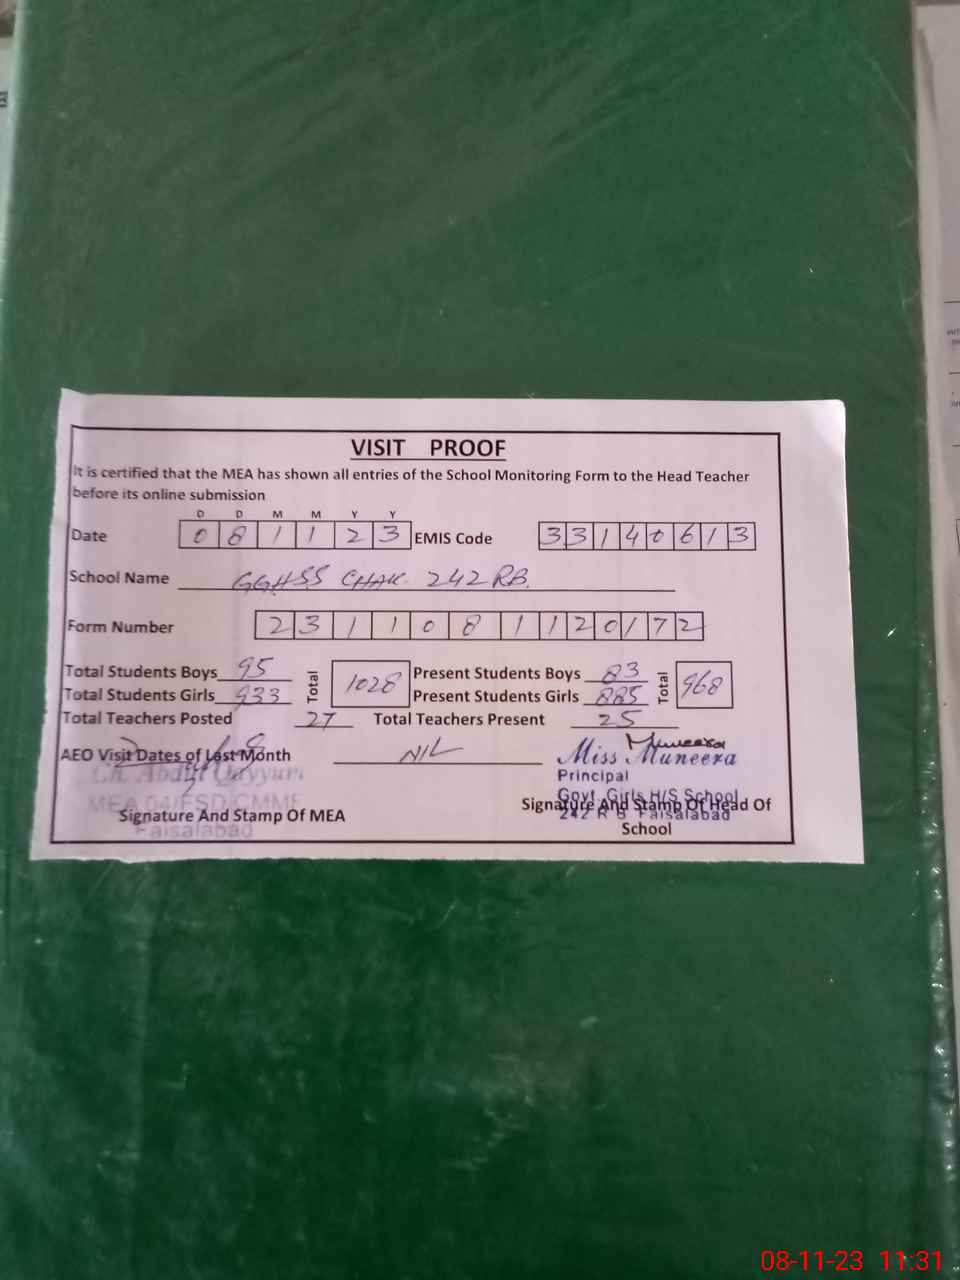 VISIT PROOF
It is certified that the MEA has shown all entries of the School Monitoring Form to the Head Teacher
before its online submission
D D M M Y Y
Date 0 8 1 1 2 3 EMIS Code 3 3 1 4 0 6 1 3
School Name GGHSS CHAK. 242 RB.
Form Number 2 3 1 1 0 8 1 1 2 0 1 7 2
Total Students Boys 95 Total 1028 Present Students Boys 83 Total 968
Total Students Girls 933 Present Students Girls 885
Total Teachers Posted 27 Total Teachers Present 25
AEO Visit Dates of Last Month NIL
Muneera
Miss Muneera
Principal
Govt. Girls H/S School
242 R B Faisalabad
Ch. Abdul Qayyum
MEA 04/FSD CMMF
Faisalabad
Signature And Stamp Of MEA
Signature And Stamp Of Head Of
School
08-11-23 11:31